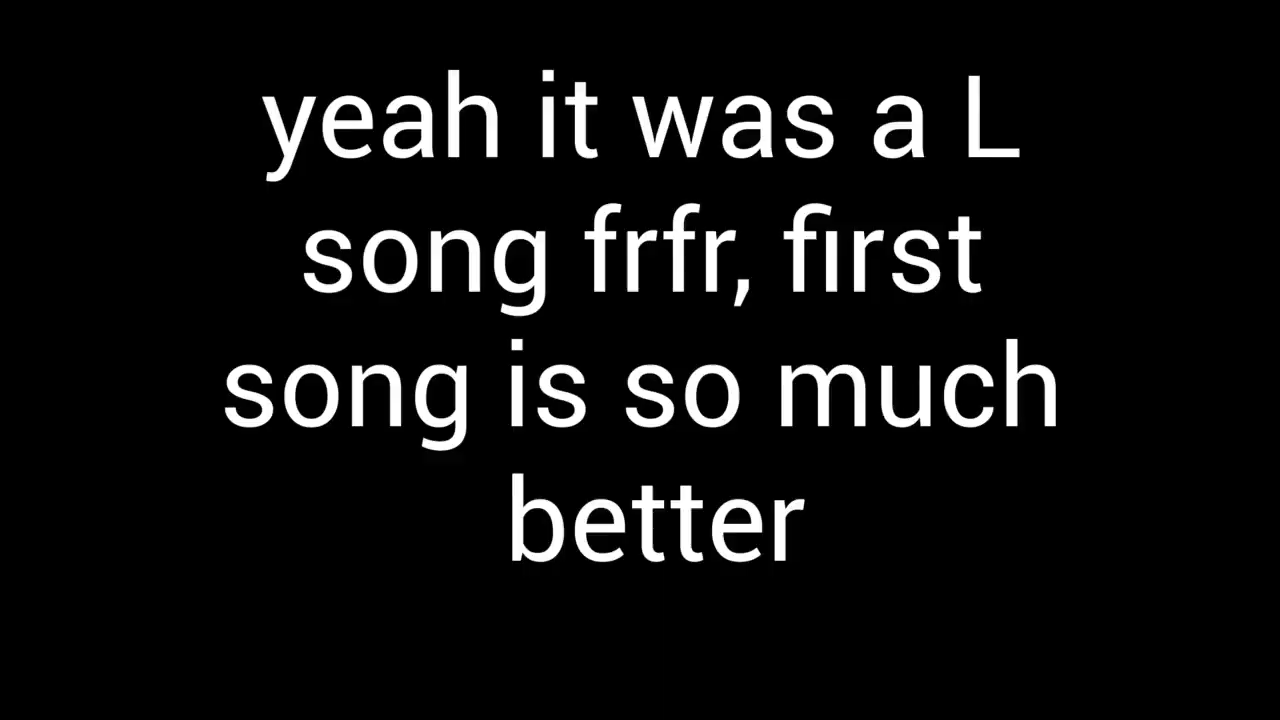 yeah it was a L
song frfr, first
song is so much
better